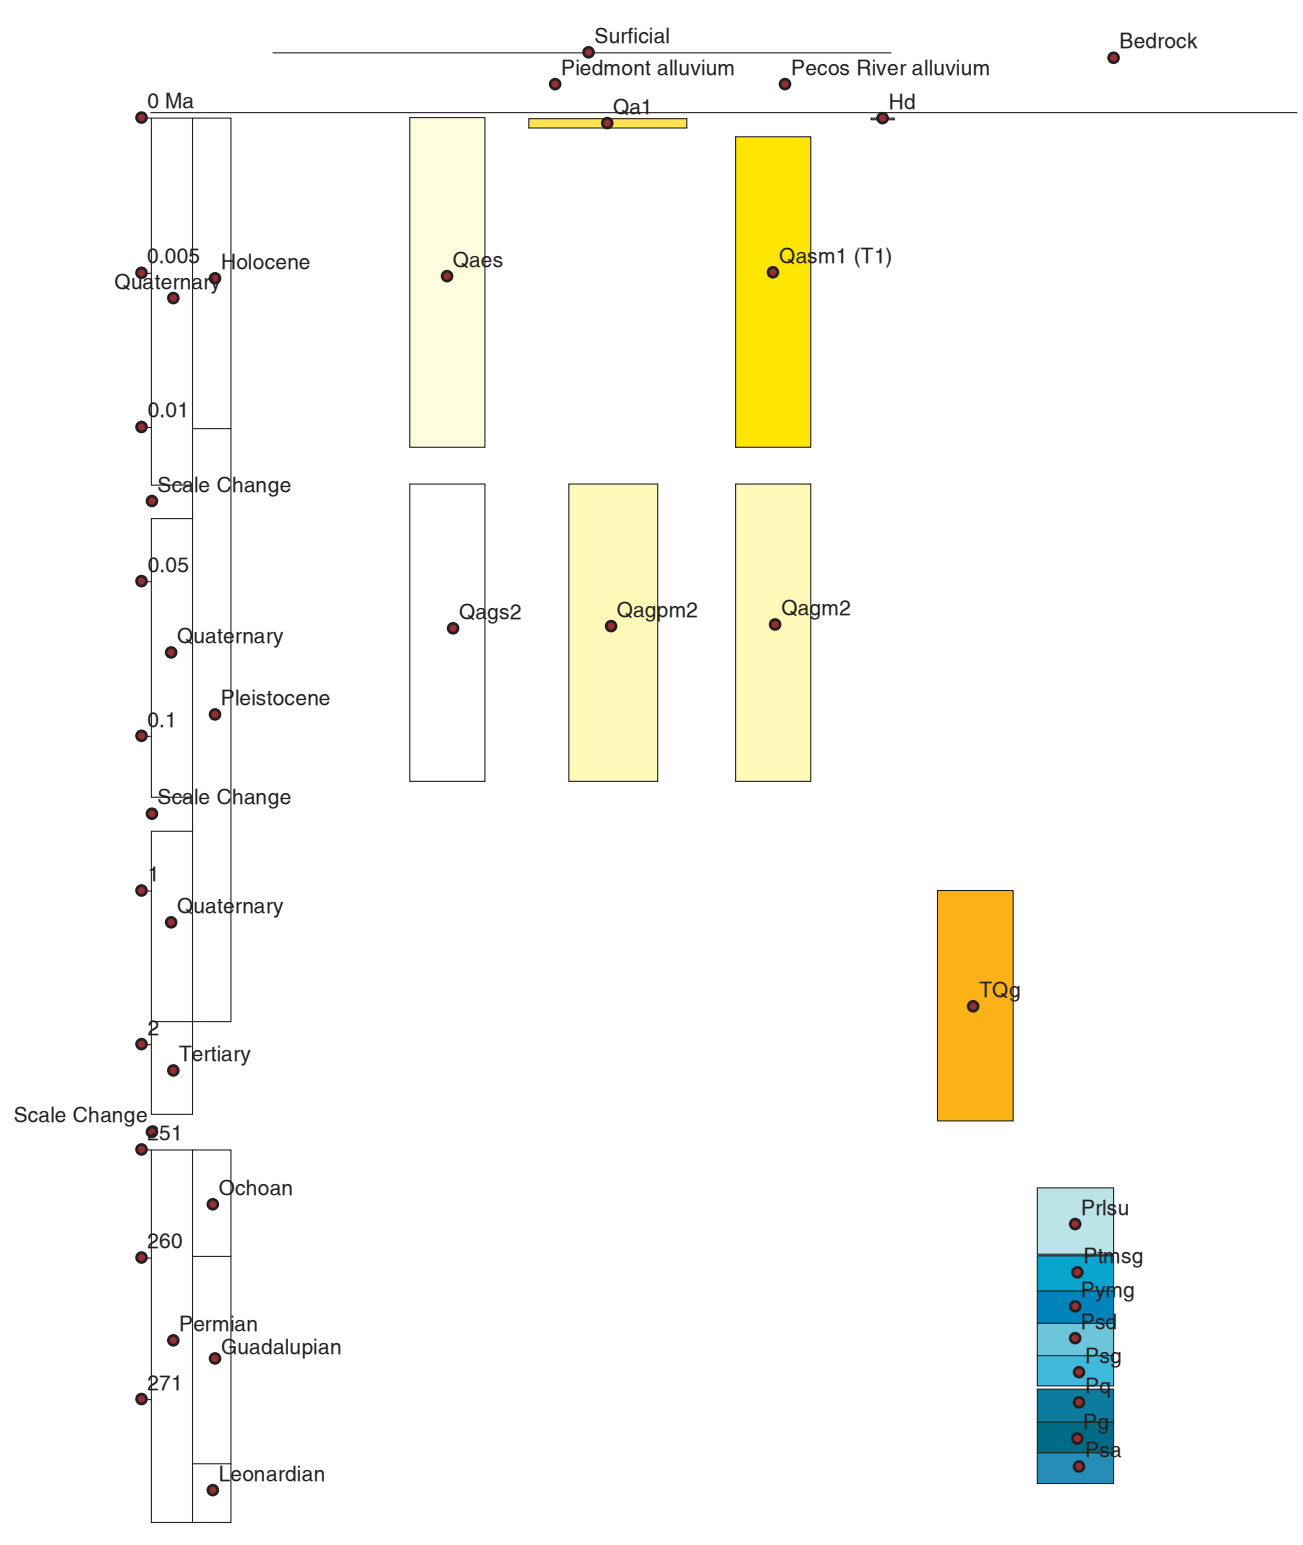 Surficial
Bedrock
Piedmont alluvium
Pecos River alluvium
0 Ma
Qa1
Hd
0.005
Quaternary
Holocene
Qaes
Qasm1 (T1)
0.01
Scale Change
0.05
Qags2
Qagpm2
Qagm2
Quaternary
Pleistocene
0.1
Scale Change
1
Quaternary
TQg
2
Tertiary
Scale Change
251
Ochoan
Prlsu
260
Ptmsg
Pymg
Permian
Psd
Guadalupian
Psg
271
Pq
Pg
Psa
Leonardian